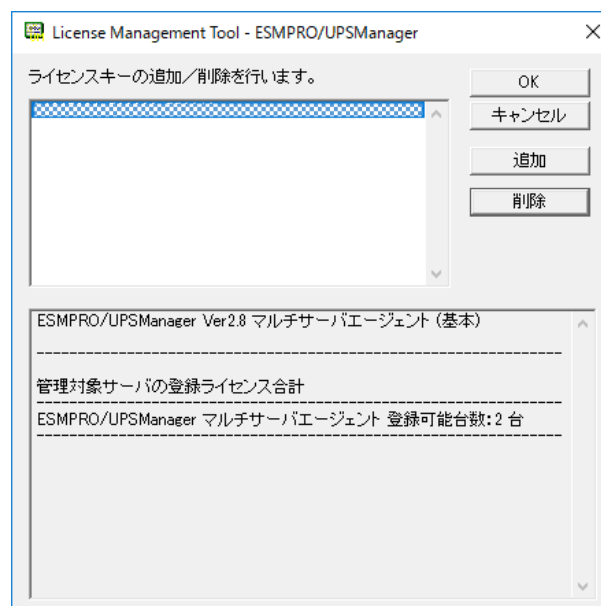 License Management Tool - ESMPRO/UPSManager
ライセンスキーの追加／削除を行います。
OK
キャンセル
追加
削除
ESMPRO/UPSManager Ver2.8 マルチサーバエージェント (基本)
------------------------------------------------------------
管理対象サーバの登録ライセンス合計
------------------------------------------------------------
ESMPRO/UPSManager マルチサーバエージェント 登録可能台数:2 台
------------------------------------------------------------